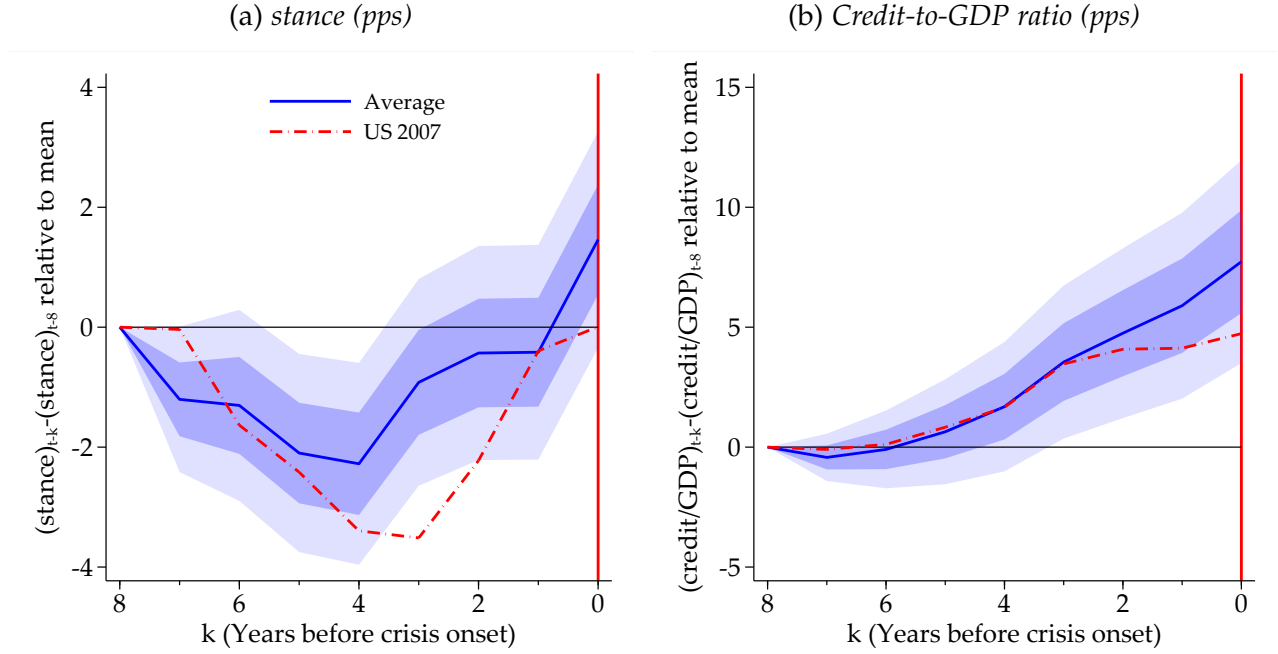 (a) stance (pps)
(stance)t-k-(stance)t-8 relative to mean
4
2
0
-2
-4
Average
US 2007
8
6
4
2
0
k (Years before crisis onset)
(b) Credit-to-GDP ratio (pps)
(credit/GDP)t-k-(credit/GDP)t-8 relative to mean
15
10
5
0
-5
8
6
4
2
0
k (Years before crisis onset)